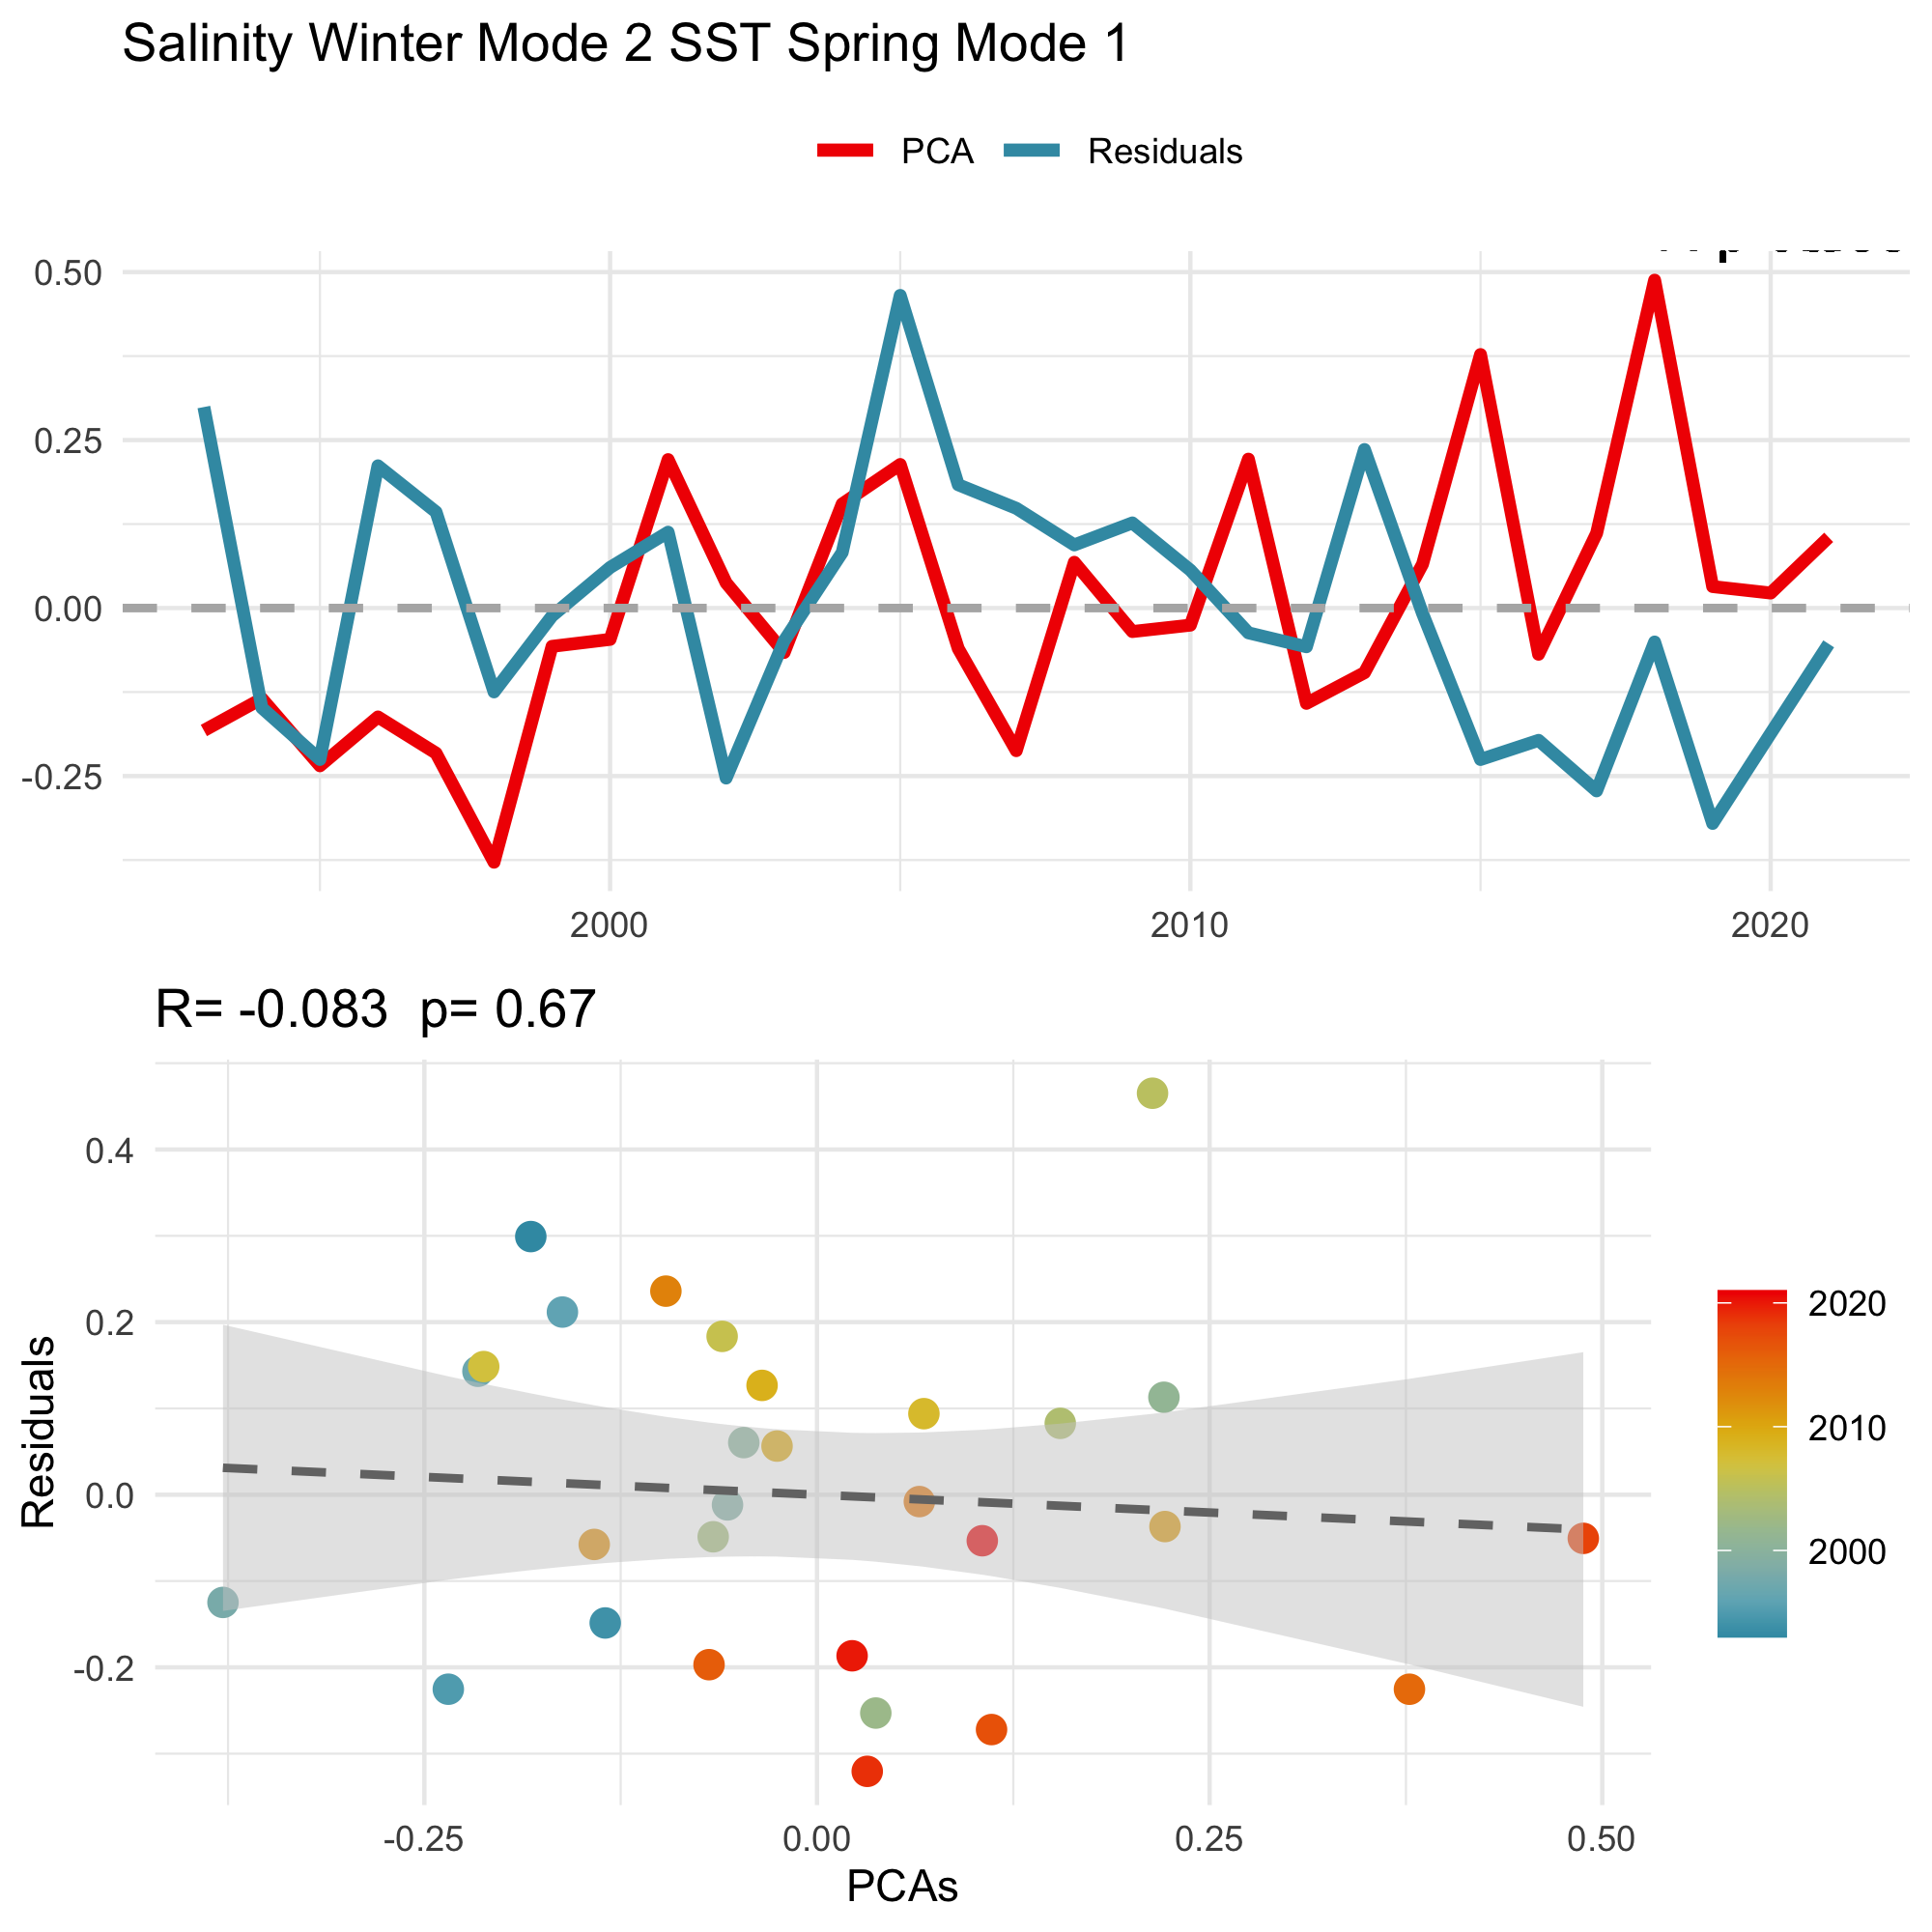 Salinity Winter Mode 2 SST Spring Mode 1
PCA Residuals
0.50
0.25
0.00
-0.25
2000 2010 2020
R= -0.083 p= 0.67
Residuals
0.4
0.2
0.0
-0.2
-0.25 0.00 0.25 0.50
PCAs
2020
2010
2000